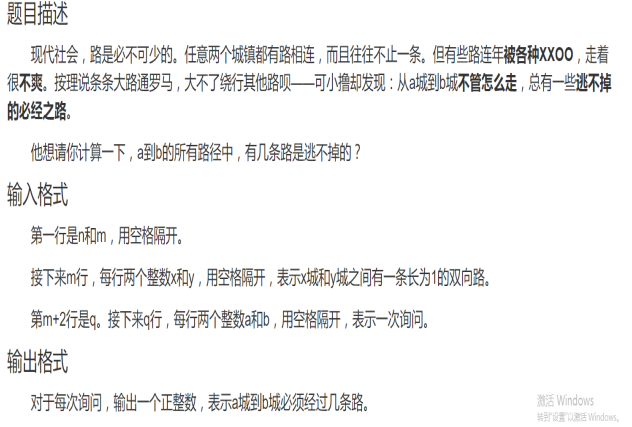 题目描述
现代社会，路是必不可少的。任意两个城镇都有路相连，而且往往不止一条。但有些路连年被各种XXOO，走着
很不爽。按理说条条大路通罗马，大不了绕行其他路呗——可小撸却发现：从a城到b城不管怎么走，总有一些逃不掉
的必经之路。
他想请你计算一下，a到b的所有路径中，有几条路是逃不掉的？
输入格式
第一行是n和m，用空格隔开。
接下来m行，每行两个整数x和y，用空格隔开，表示x城和y城之间有一条长为1的双向路。
第m+2行是q。接下来q行，每行两个整数a和b，用空格隔开，表示一次询问。
输出格式
对于每次询问，输出一个正整数，表示a城到b城必须经过几条路。
激活 Windows
转到"设置"以激活 Windows。